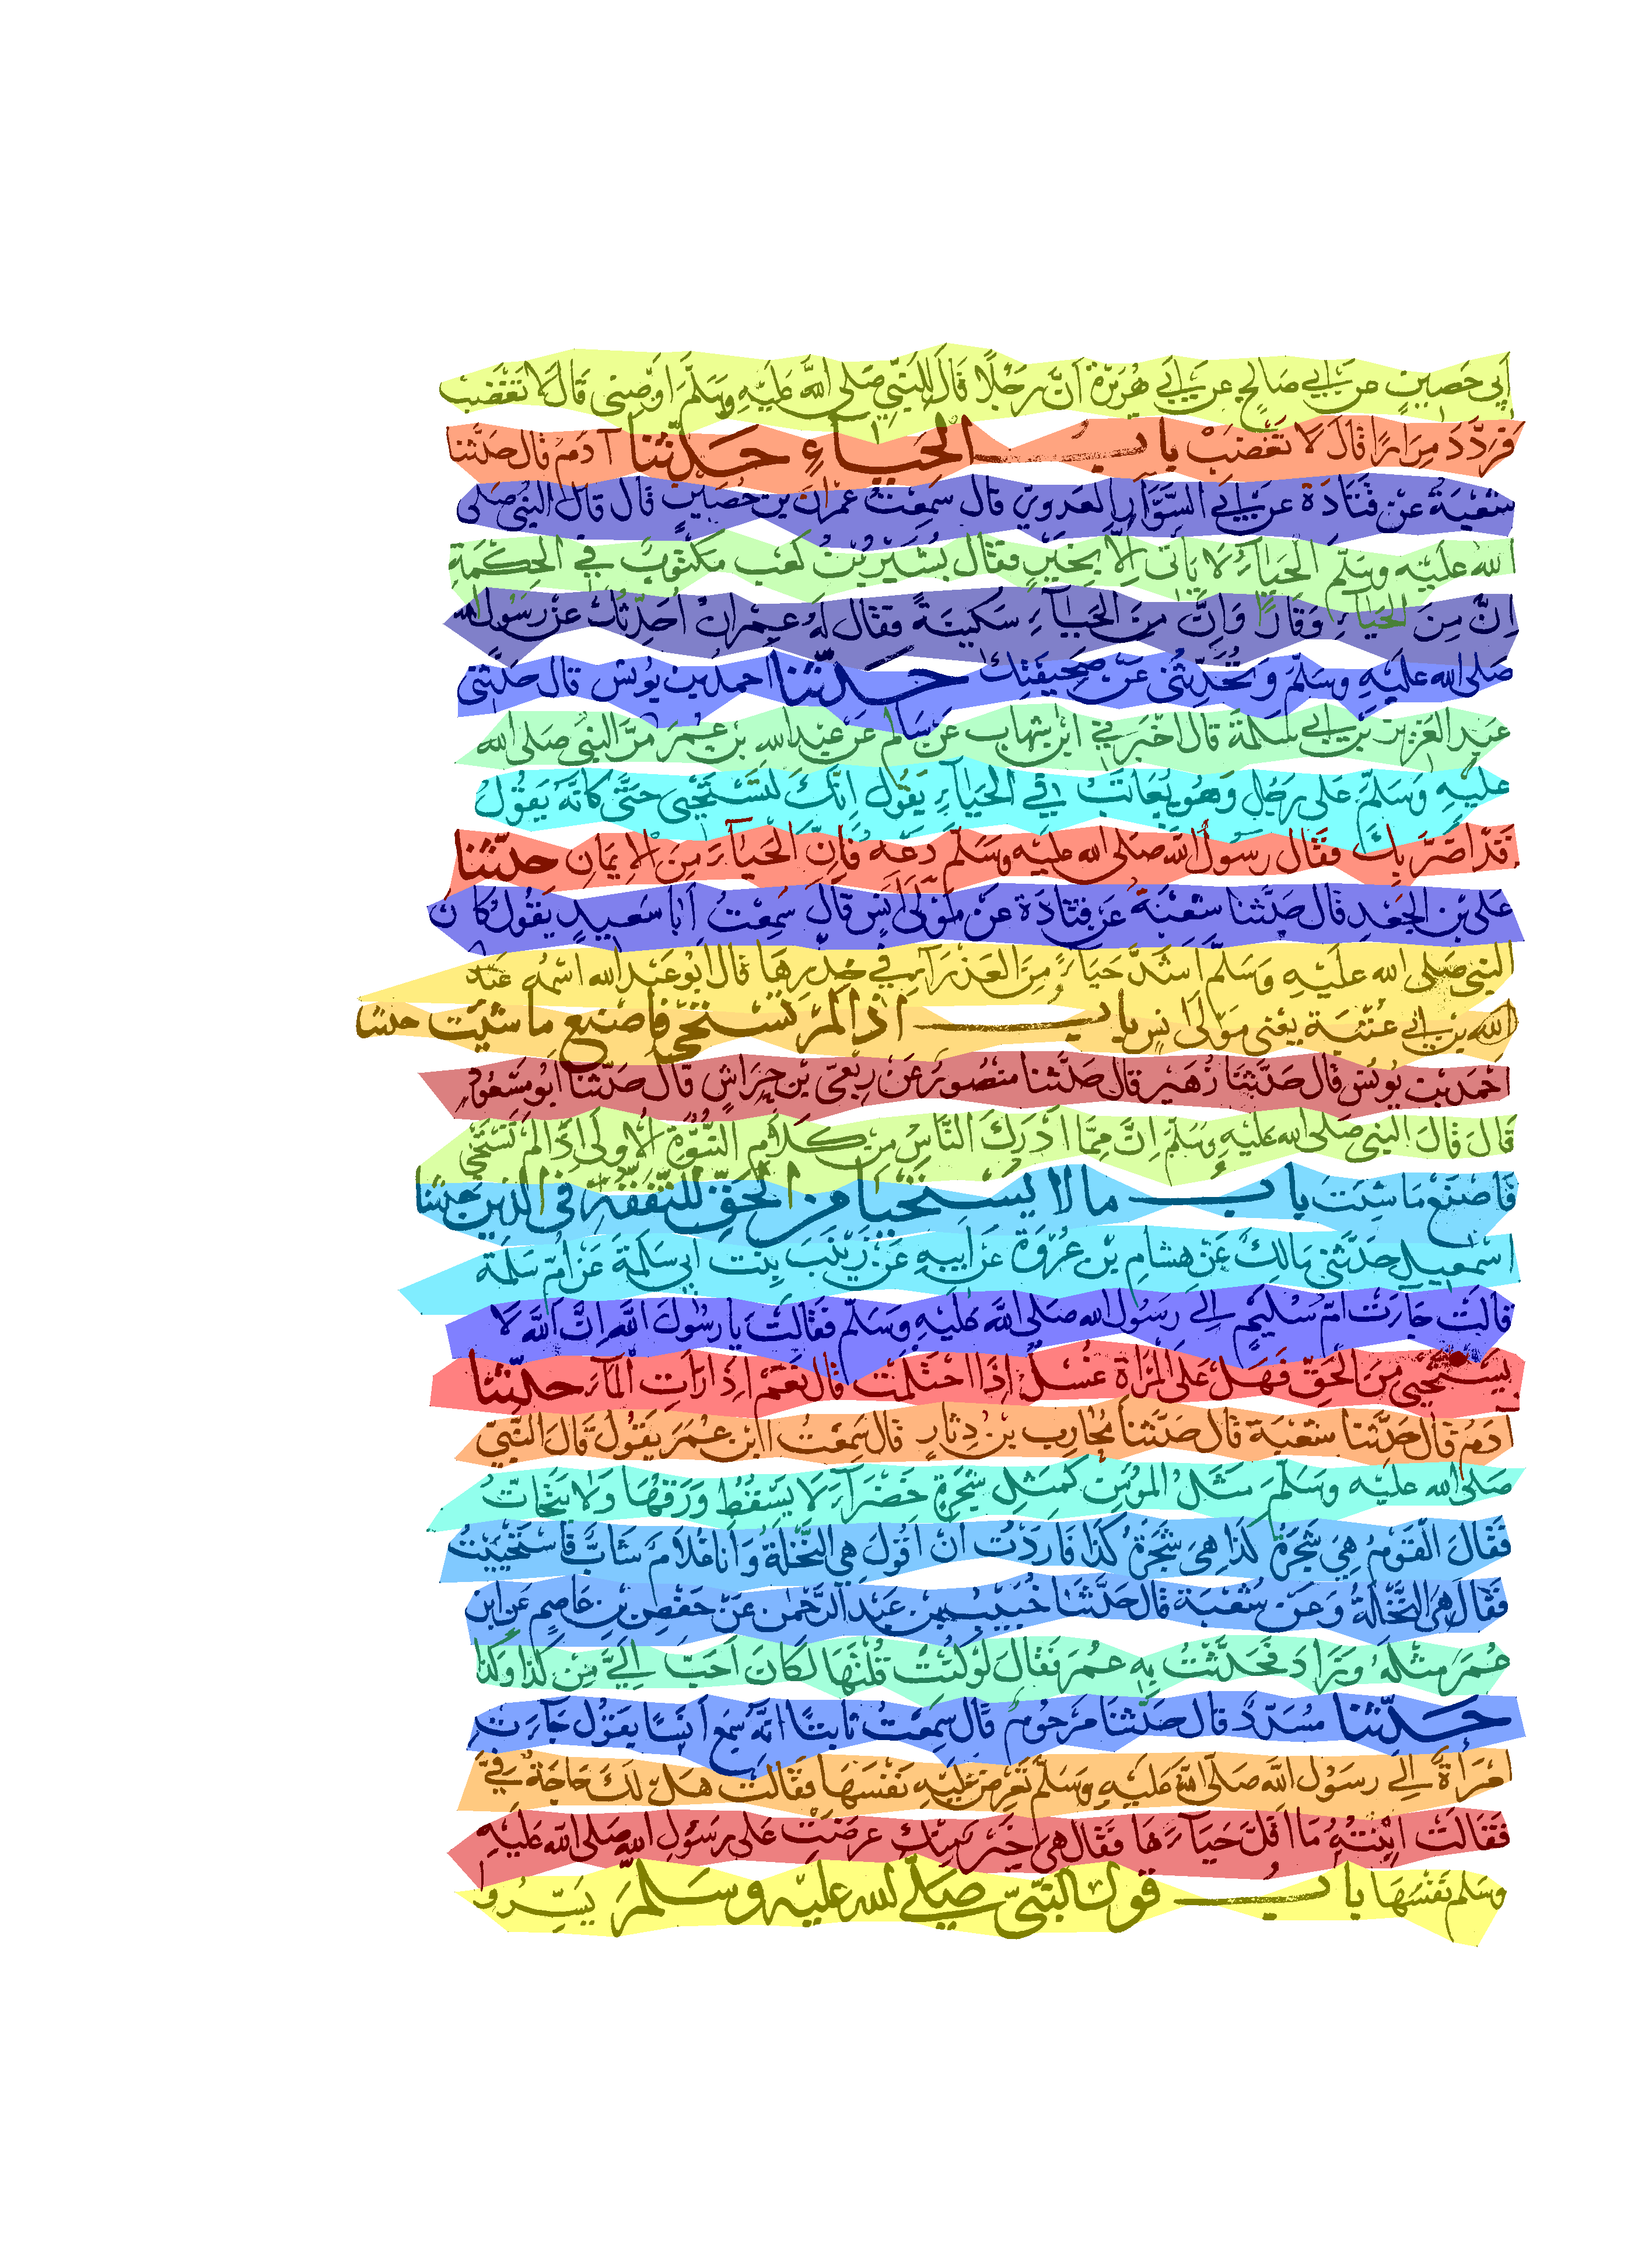 أبي حصين عن أبي صالح عن أبي هريرة أن رجلا قال للنبي صلى الله عليه وسلم اوصني قال لا تغضب
فردد مرارا قال لا تغضب باب الحياء حدثنا آدم قال حدثنا
شعبة عن قتادة عن أبي السوار العدوي قال سمعت عمران بن حصين قال قال النبي صلى
الله عليه وسلم الحياء لا يأتي إلا بخير فقال بشير بن كعب مكتوب في الحكمة
إن من الحياء وقارا وإن من الحياء سكينة فقال له عمران أحدثك عن رسول الله
صلى الله عليه وسلم وتحدثني عن صحيفتك حدثنا احمد بن يونس قال حدثني
عبد العزيز بن أبي سلمة قال اخبرني ابن شهاب عن سالم عن عبد الله بن عمر مر النبي صلى الله
عليه وسلم على رجل وهو يعاتب في الحياء يقول إنك لتستحيي حتى كأنه يقول
قد أضر بك فقال رسول الله صلى الله عليه وسلم دعه فإن الحياء من الإيمان حدثنا
علي بن الجعد قال حدثنا شعبة عن قتادة عن مولى أنس قال سمعت أبا سعيد يقول كان
النبي صلى الله عليه وسلم أشد حياء من العذراء في خدرها قال ابو عبد الله اسمه عبد
الله بن أبي عتبة يعني مولى انس باب اذا لم تستحي فاصنع ما شيت حدثنا
احمد بن يونس قال حدثنا زهير قال حدثنا منصور عن ربعي بن حراش قال حدثنا ابو مسعود
قال قال النبي صلى الله عليه وسلم إن مما أدرك الناس من كلام النبوة الأولى إذا لم تستحي
فاصنع ما شيت باب ما لا يستحيا من الحق للتفقه في الدين حدثنا
اسمعيل حدثني مالك عن هشام بن عروة عن أبيه عن زينب بنت أبي سلمة عن أم سلمة
قالت جاءت أم سليم إلى رسول الله صلى الله عليه وسلم فقالت يا رسول الله إن الله لا
يستحيي من الحق فهل على المراة غسل إذا احتلمت قال نعم إذا رأت الماء حدثنا
آدم قال حدثنا شعبة قال حدثنا محارب بن دثار قال سمعت ابن عمر يقول قال النبي
صلى الله عليه وسلم مثل المؤمن كمثل شجرة خضراء لا يسقط ورقها ولا يتحات
فقال القوم هي شجرة كذا هي شجرة كذا فأردت أن أقول هي النخلة وأنا غلام شاب فاستحييت
فقال هي النخلة وعن شعبة قال حدثنا خبيب بن عبد الرحمن عن حفص بن عاصم عن ابن
عمر مثله وزاد فحدثت به عمر فقال لو كنت قلتها لكان أحب إلي من كذا وكذا
حدثنا مسدد قال حدثنا مرحوم قال سمعت ثابتا أنه سمع أنسا يقول جاءت
امرأة إلى رسول الله صلى الله عليه وسلم تعرض عليه نفسها فقالت هل لك حاجة في
فقالت ابنته ما أقل حياءها فقال هي خير منك عرضت على رسول الله صلى الله عليه
وسلم نفسها باب قول النبي صلى الله عليه وسلم يسروا